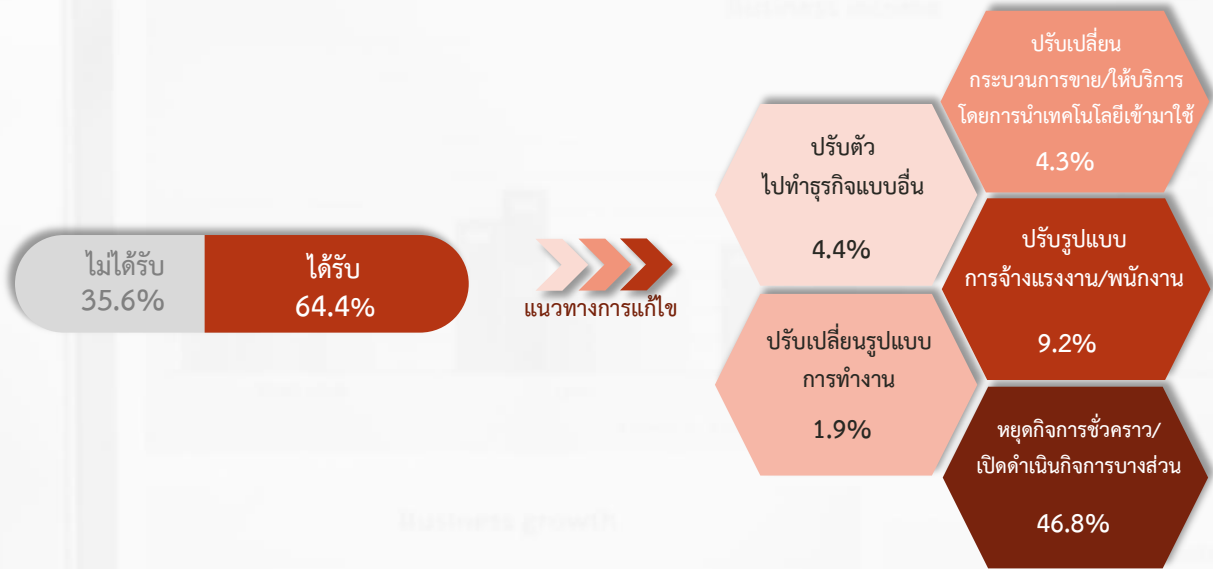 ไม่ได้รับ
35.6%
ได้รับ
64.4%
แนวทางการแก้ไข
ปรับตัว
ไปทำธุรกิจแบบอื่น
4.4%
ปรับเปลี่ยนรูปแบบ
การทำงาน
1.9%
ปรับเปลี่ยน
กระบวนการขาย/ให้บริการ
โดยการนำเทคโนโลยีเข้ามาใช้
4.3%
ปรับรูปแบบ
การจ้างแรงงาน/พนักงาน
9.2%
หยุดกิจการชั่วคราว/
เปิดดำเนินกิจการบางส่วน
46.8%
Business growth